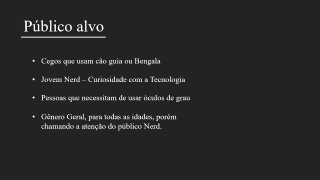 Público alvo
• Cegos que usam cão guia ou Bengala
• Jovem Nerd – Curiosidade com a Tecnologia
• Pessoas que necessitam de usar óculos de grau
• Gênero Geral, para todas as idades, porém
chamando a atenção do público Nerd.